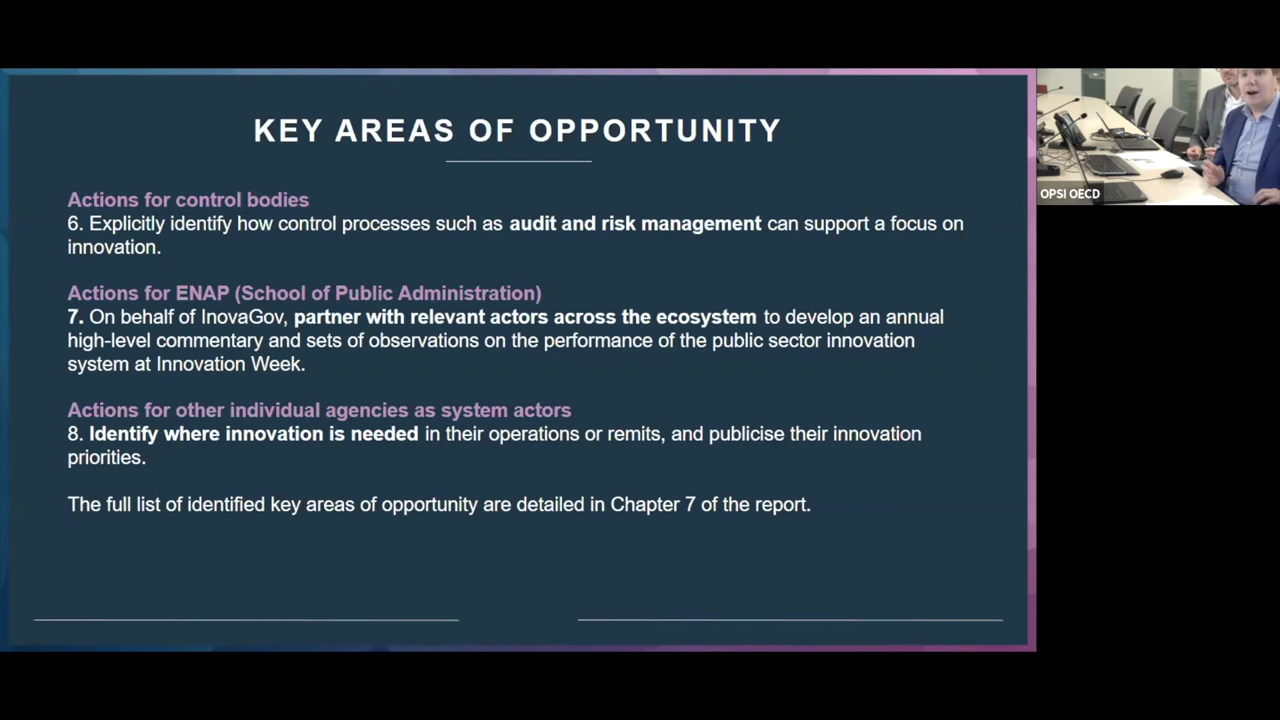 KEY AREAS OF OPPORTUNITY
Actions for control bodies
6. Explicitly identify how control processes such as audit and risk management can support a focus on
innovation.
Actions for ENAP (School of Public Administration)
7. On behalf of InovaGov, partner with relevant actors across the ecosystem to develop an annual
high-level commentary and sets of observations on the performance of the public sector innovation
system at Innovation Week.
Actions for other individual agencies as system actors
8. Identify where innovation is needed in their operations or remits, and publicise their innovation
priorities.
The full list of identified key areas of opportunity are detailed in Chapter 7 of the report.
OPSI OECD